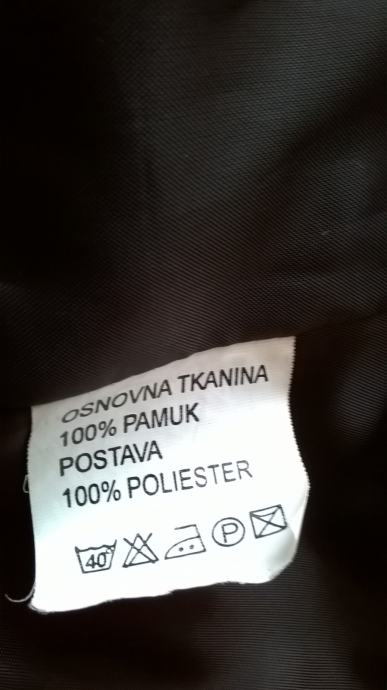 OSNOVNA TKANINA
100% PAMUK
POSTAVA
100% POLIESTER
40° P